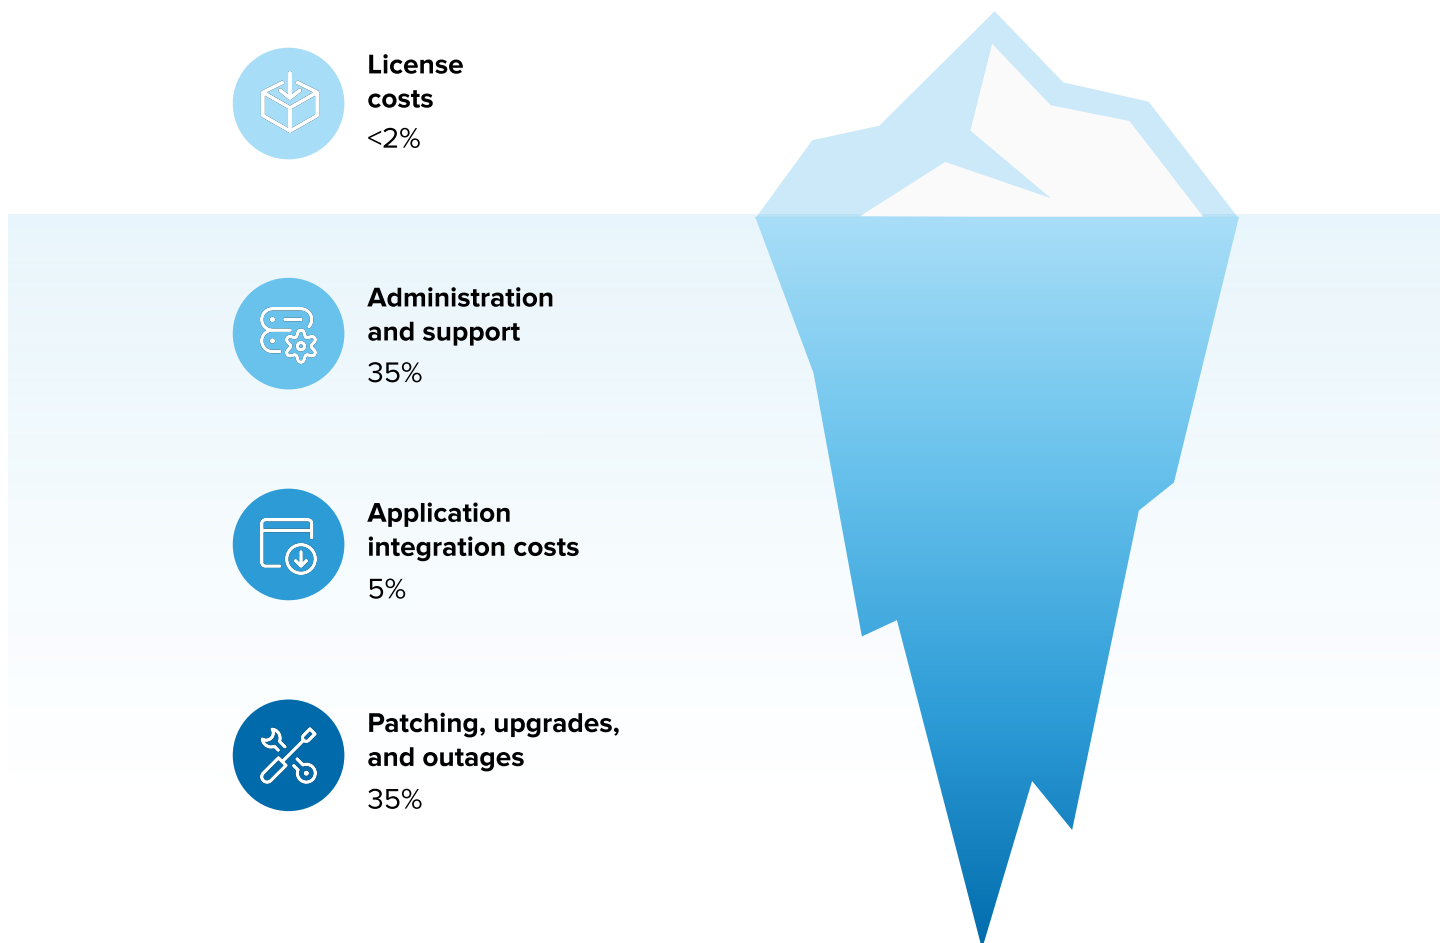 License
costs
<2%
Administration
and support
35%
Application
integration costs
5%
Patching, upgrades,
and outages
35%